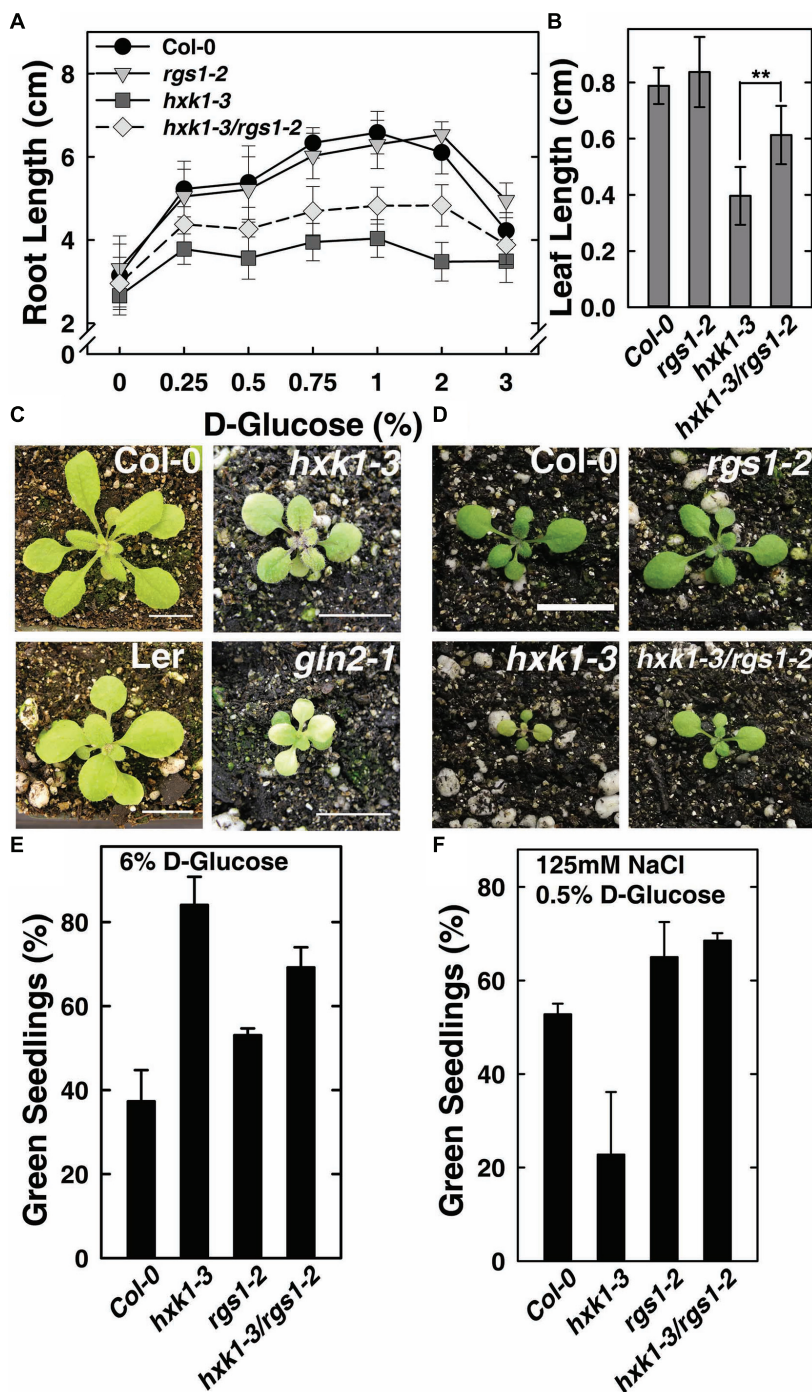 A
Col-0
rgs1-2
hxk1-3
hxk1-3/rgs1-2
Root Length (cm)
8
6
4
2
0
0 0.25 0.5 0.75 1 2 3
D-Glucose (%)
B
**
Leaf Length (cm)
0.8
0.6
0.4
0.2
0.0
Col-0
rgs1-2
hxk1-3
hxk1-3/rgs1-2
C
Col-0
hxk1-3
Ler
gin2-1
D
Col-0
rgs1-2
hxk1-3
hxk1-3/rgs1-2
E
6% D-Glucose
Green Seedlings (%)
80
60
40
20
0
Col-0
hxk1-3
rgs1-2
hxk1-3/rgs1-2
F
125mM NaCl
0.5% D-Glucose
Green Seedlings (%)
80
60
40
20
0
Col-0
hxk1-3
rgs1-2
hxk1-3/rgs1-2